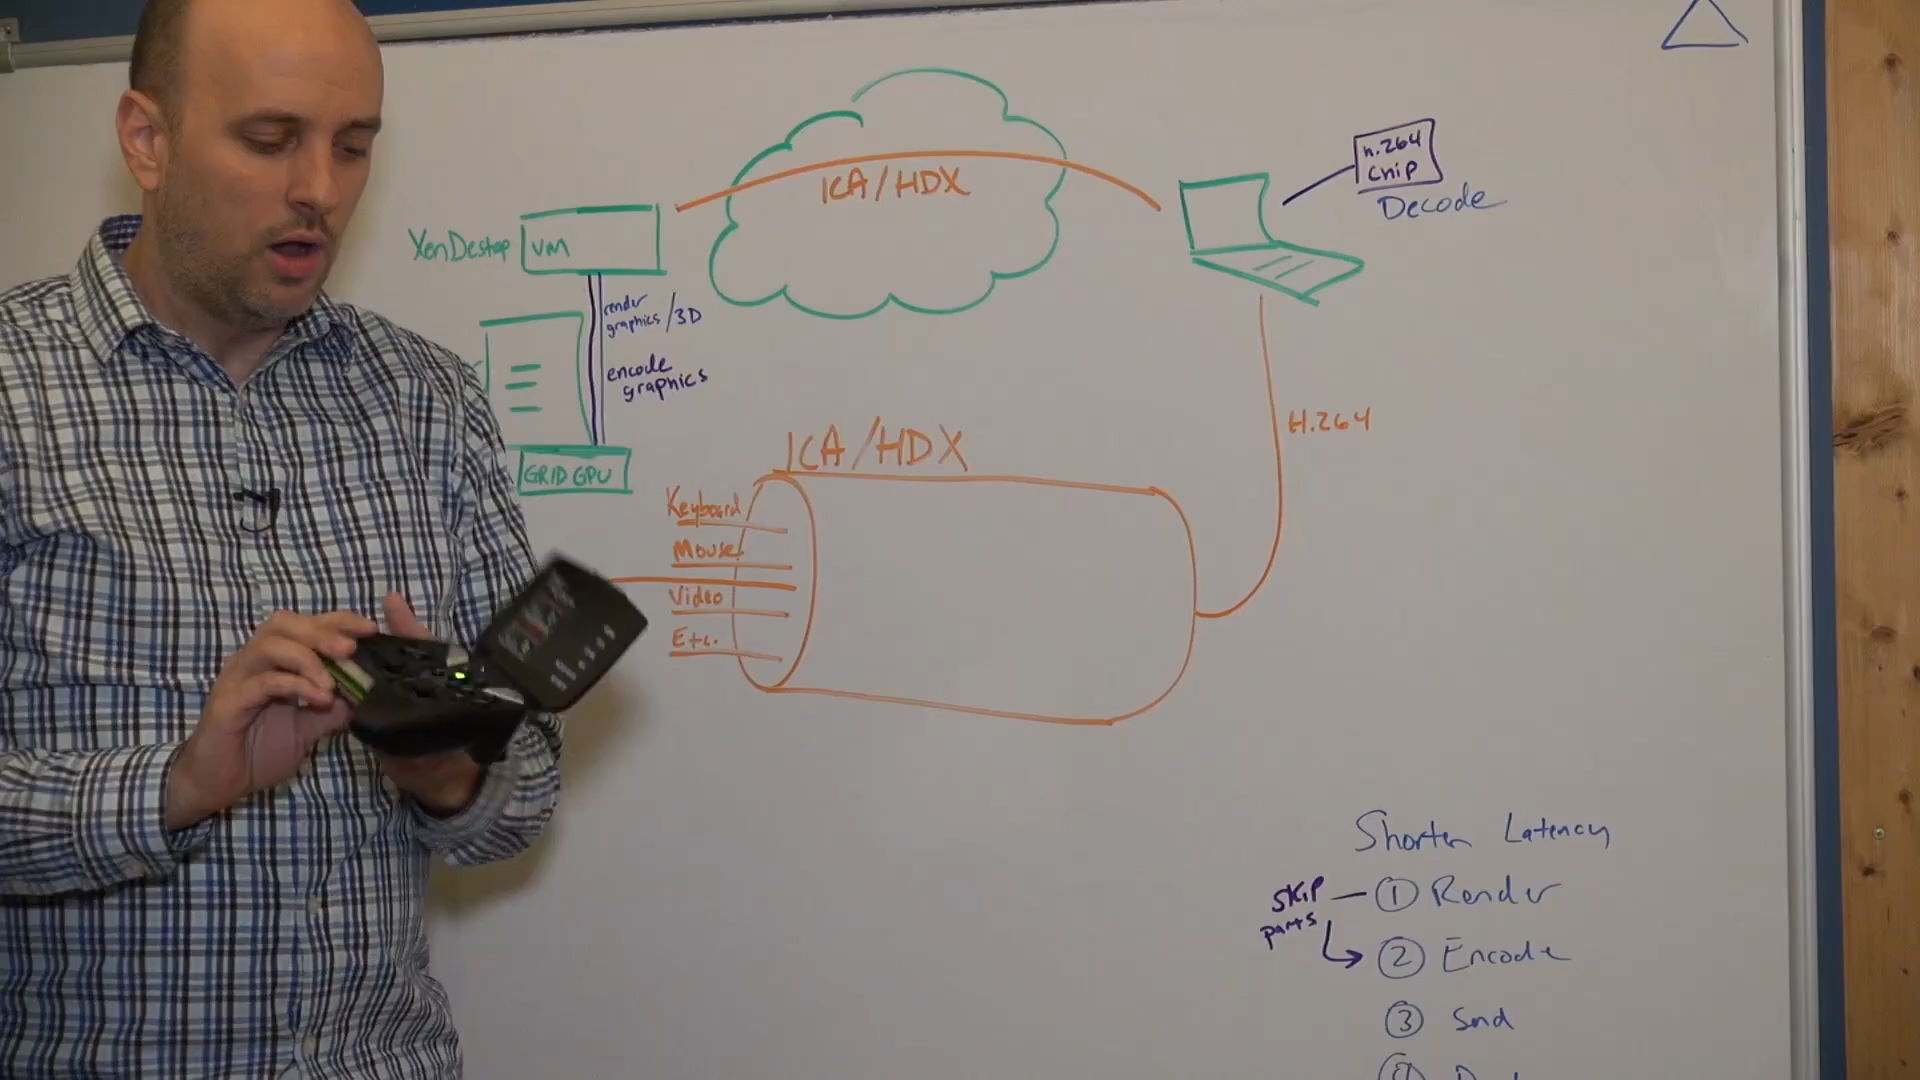 ICA/HDX
h.264
chip
Decode
XenDestop
VM
render
graphics/3D
encode
graphics
GRID GPU
H.264
ICA/HDX
Keyboard
Mouse
Video
Etc.
Shorten Latency
SKIP
parts
① Render
② Encode
③ Send